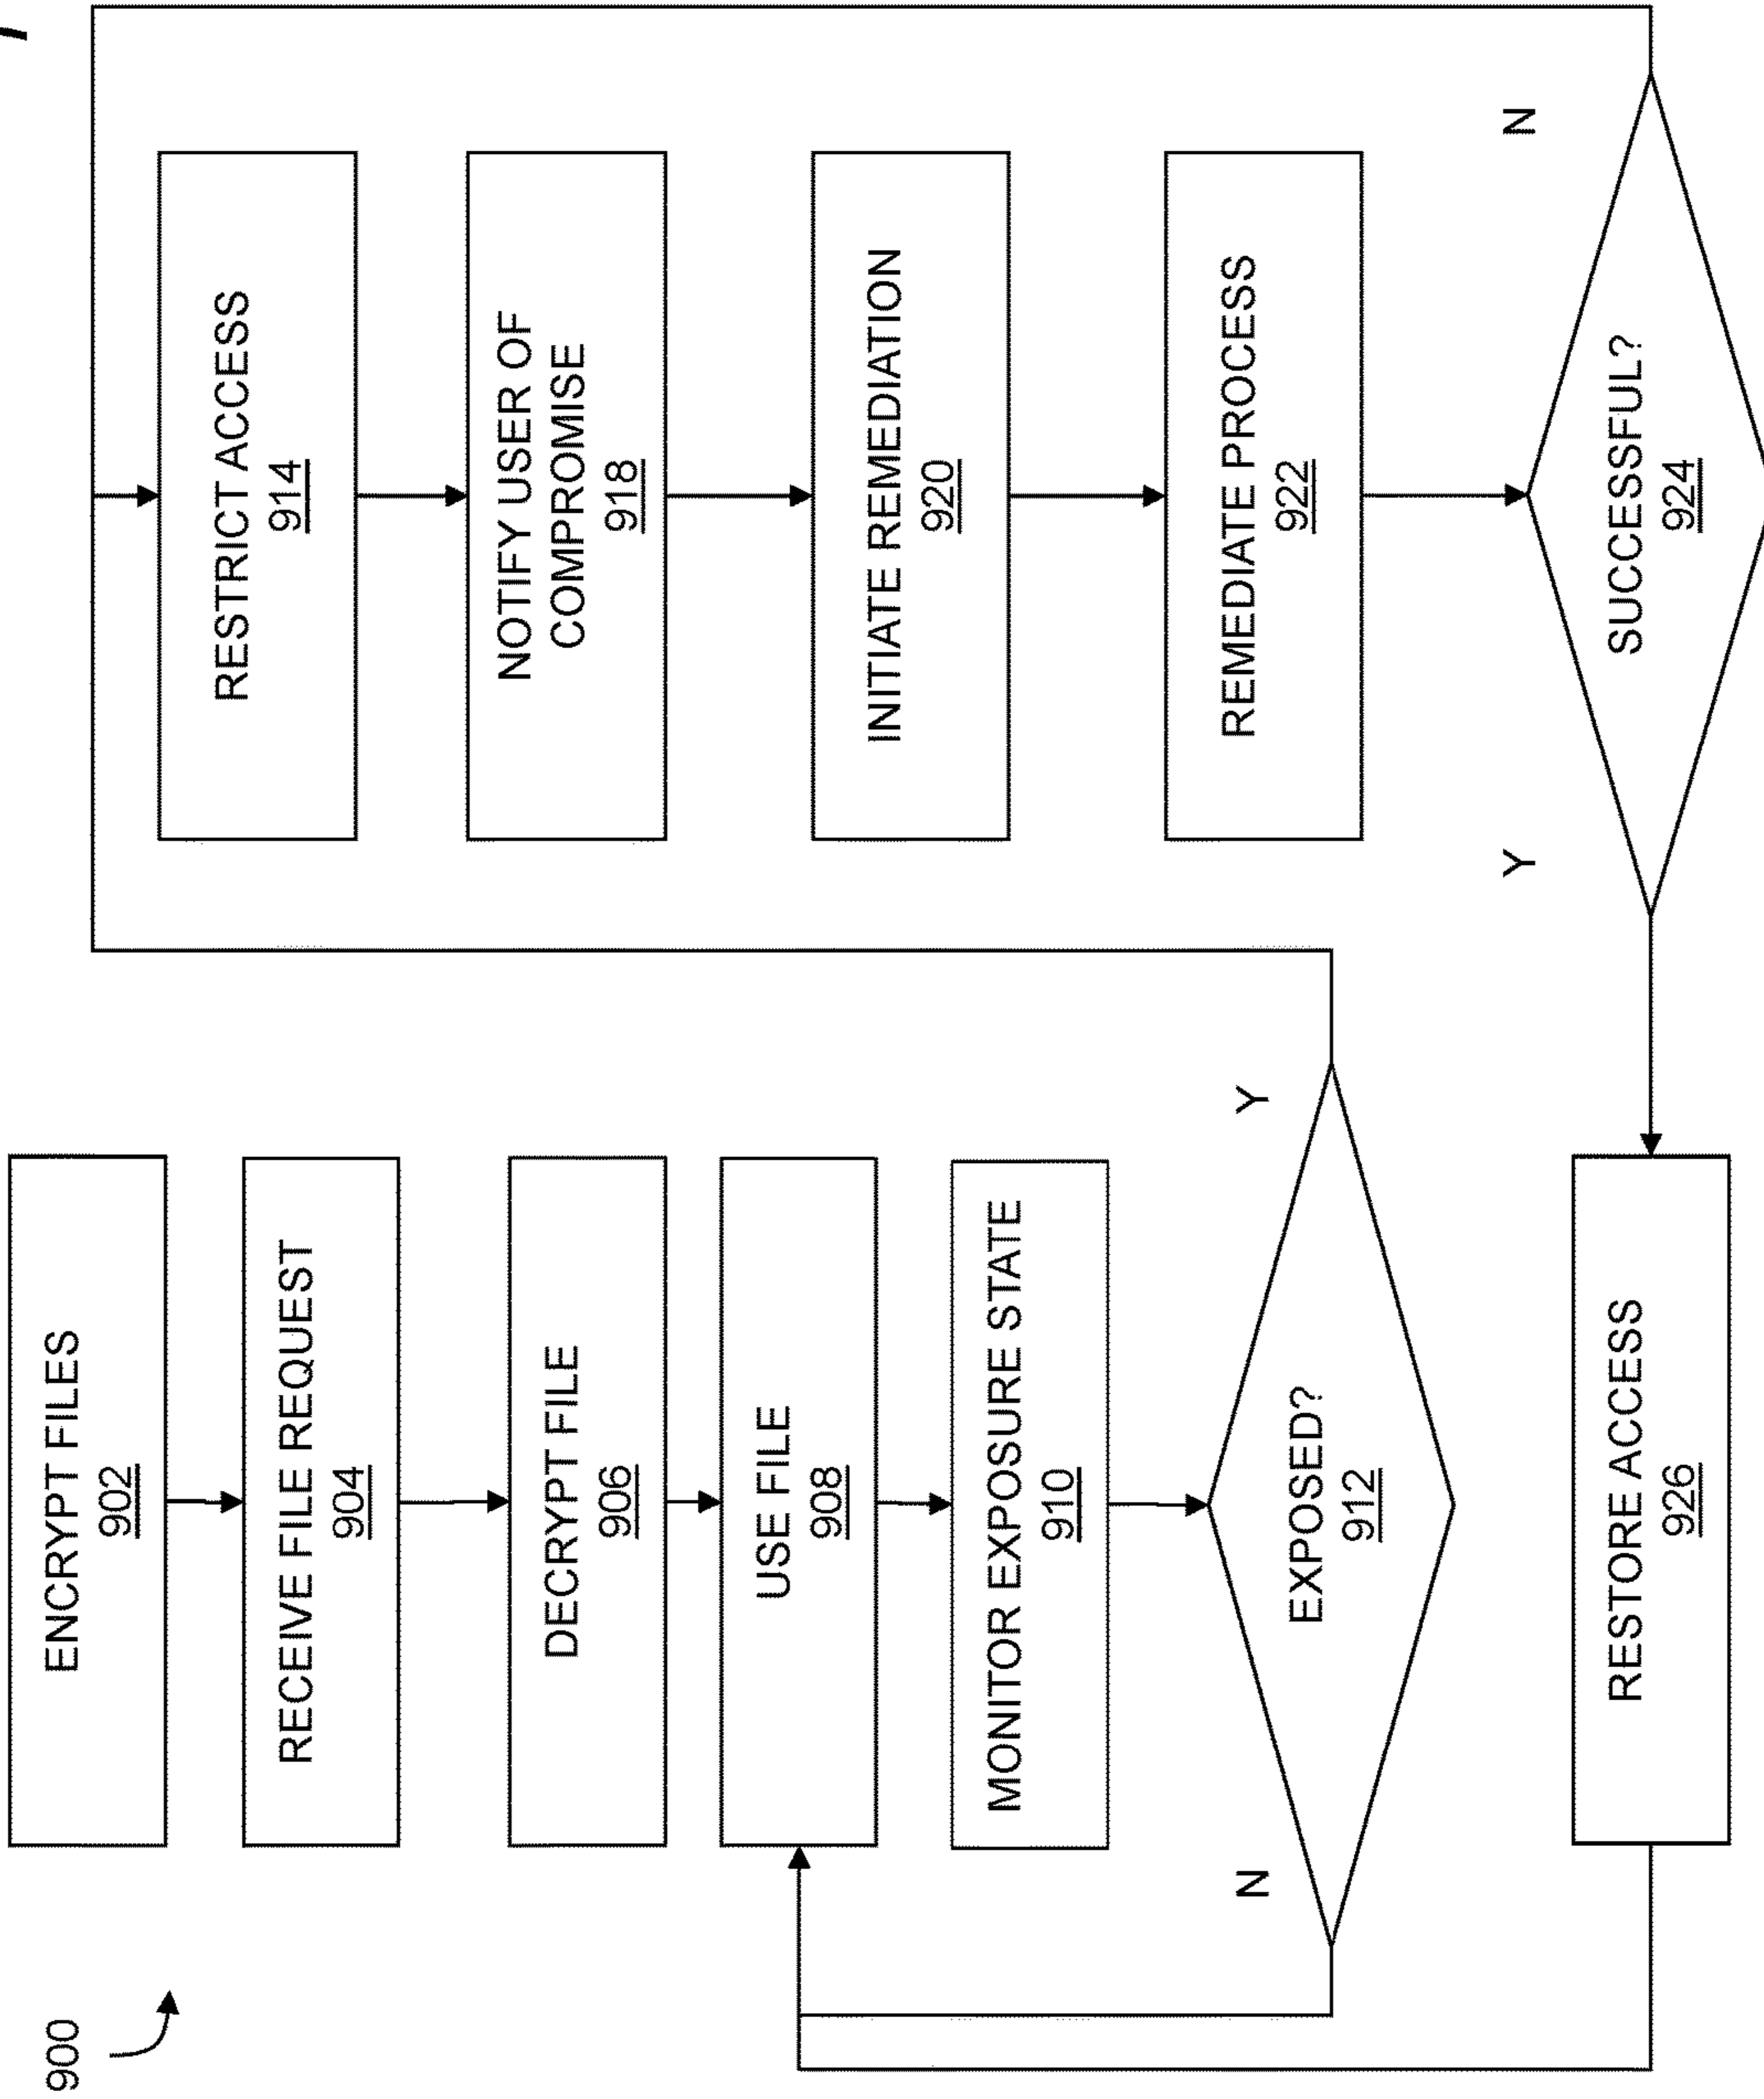 900
ENCRYPT FILES
902
RECEIVE FILE REQUEST
904
DECRYPT FILE
906
USE FILE
908
MONITOR EXPOSURE STATE
910
EXPOSED?
912
N
Y
RESTRICT ACCESS
914
NOTIFY USER OF
COMPROMISE
918
INITIATE REMEDIATION
920
REMEDIATE PROCESS
922
SUCCESSFUL?
924
Y
N
RESTORE ACCESS
926